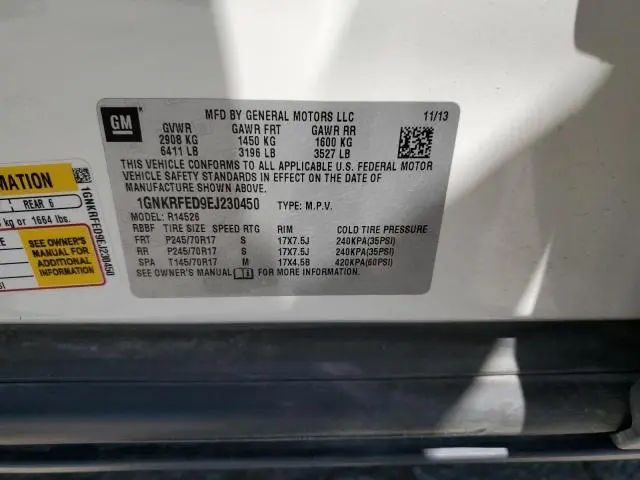 GM
MFD BY GENERAL MOTORS LLC 11/13
GVWR GAWR FRT GAWR RR
2908 KG 1450 KG 1600 KG
6411 LB 3196 LB 3527 LB
THIS VEHICLE CONFORMS TO ALL APPLICABLE U.S. FEDERAL MOTOR
VEHICLE SAFETY STANDARDS IN EFFECT ON THE DATE OF
MANUFACTURE SHOWN ABOVE.
1GNKRFED9EJ230450 TYPE: M.P.V.
MODEL: R14526
RBBF TIRE SIZE SPEED RTG RIM COLD TIRE PRESSURE
FRT P245/70R17 S 17X7.5J 240KPA(35PSI)
RR P245/70R17 S 17X7.5J 240KPA(35PSI)
SPA T145/70R17 M 17X4.5B 420KPA(60PSI)
SEE OWNER'S MANUAL FOR MORE INFORMATION
MATION
REAR 6
kg or 1664 lbs.
SEE OWNER'S
MANUAL FOR
ADDITIONAL
INFORMATION
1GNKRFED9EJ230450